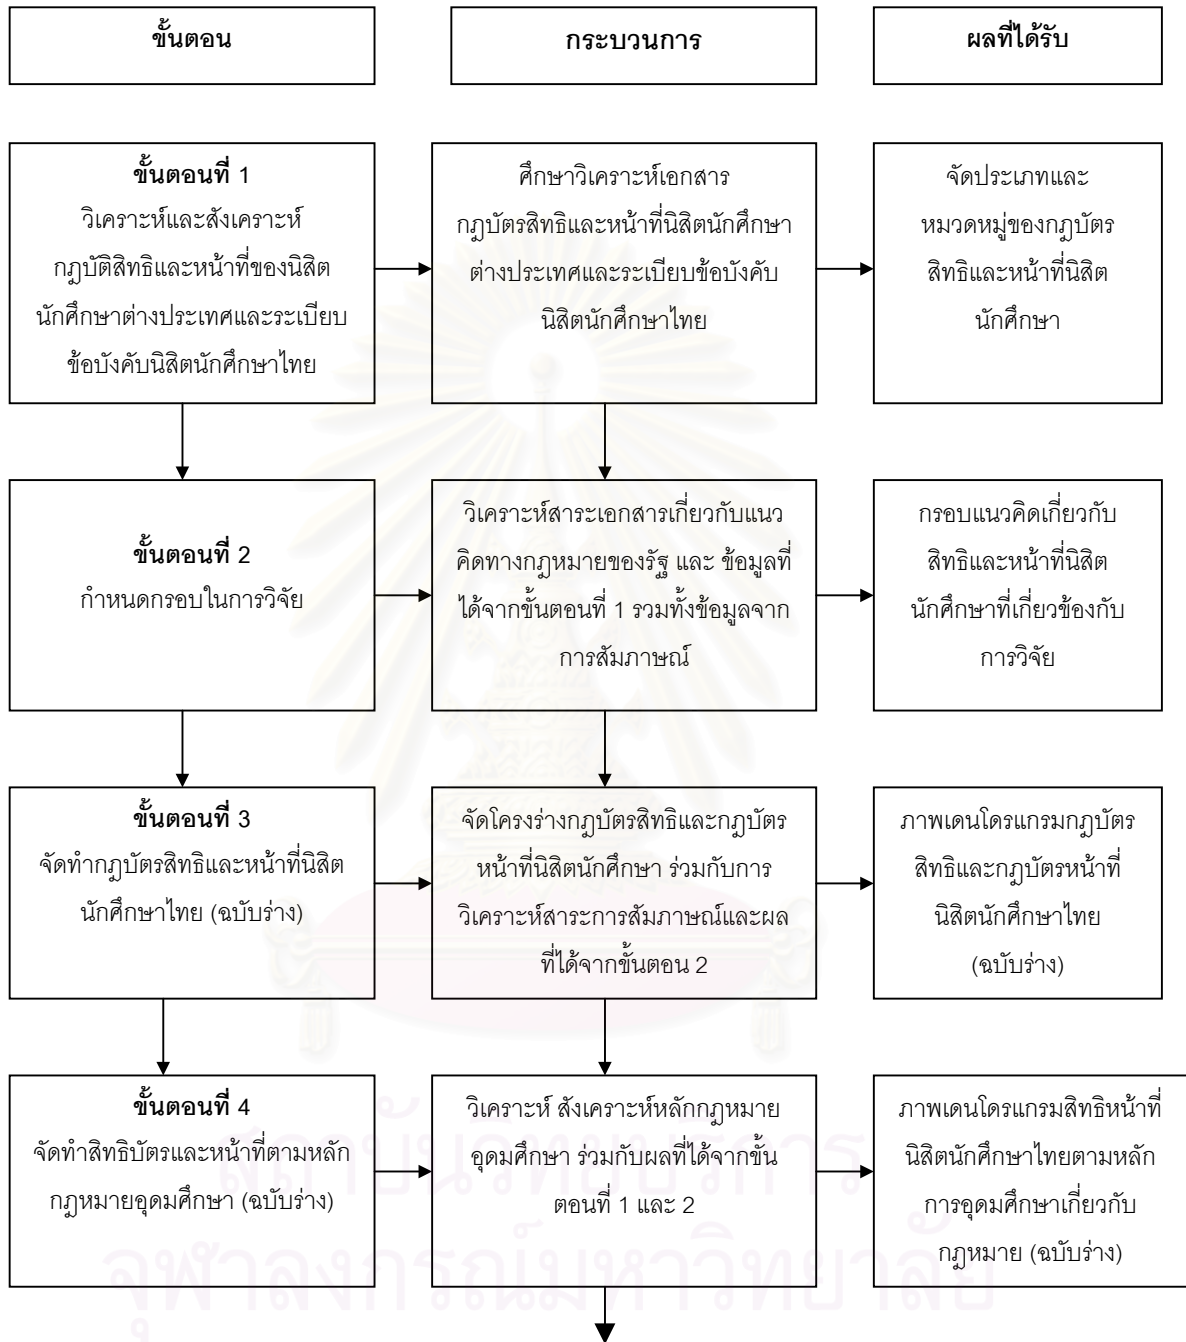 ขั้นตอน
กระบวนการ
ผลที่ได้รับ
ขั้นตอนที่ 1
วิเคราะห์และสังเคราะห์
กฎบัติสิทธิและหน้าที่ของนิสิต
นักศึกษาต่างประเทศและระเบียบ
ข้อบังคับนิสิตนักศึกษาไทย
ศึกษาวิเคราะห์เอกสาร
กฎบัตรสิทธิและหน้าที่นิสิตนักศึกษา
ต่างประเทศและระเบียบข้อบังคับ
นิสิตนักศึกษาไทย
จัดประเภทและ
หมวดหมู่ของกฎบัตร
สิทธิและหน้าที่นิสิต
นักศึกษา
ขั้นตอนที่ 2
กำหนดกรอบในการวิจัย
วิเคราะห์สาระเอกสารเกี่ยวกับแนว
คิดทางกฎหมายของรัฐ และ ข้อมูลที่
ได้จากขั้นตอนที่ 1 รวมทั้งข้อมูลจาก
การสัมภาษณ์
กรอบแนวคิดเกี่ยวกับ
สิทธิและหน้าที่นิสิต
นักศึกษาที่เกี่ยวข้องกับ
การวิจัย
ขั้นตอนที่ 3
จัดทำกฎบัตรสิทธิและหน้าที่นิสิต
นักศึกษาไทย (ฉบับร่าง)
จัดโครงร่างกฎบัตรสิทธิและกฎบัตร
หน้าที่นิสิตนักศึกษา ร่วมกับการ
วิเคราะห์สาระการสัมภาษณ์และผล
ที่ได้จากขั้นตอน 2
ภาพเดนโดรแกรมกฎบัตร
สิทธิและกฎบัตรหน้าที่
นิสิตนักศึกษาไทย
(ฉบับร่าง)
ขั้นตอนที่ 4
จัดทำสิทธิบัตรและหน้าที่ตามหลัก
กฎหมายอุดมศึกษา (ฉบับร่าง)
วิเคราะห์ สังเคราะห์หลักกฎหมาย
อุดมศึกษา ร่วมกับผลที่ได้จากขั้น
ตอนที่ 1 และ 2
ภาพเดนโดรแกรมสิทธิหน้าที่
นิสิตนักศึกษาไทยตามหลัก
การอุดมศึกษาเกี่ยวกับ
กฎหมาย (ฉบับร่าง)
สถาบันวิทยบริการ
จุฬาลงกรณ์มหาวิทยาลัย